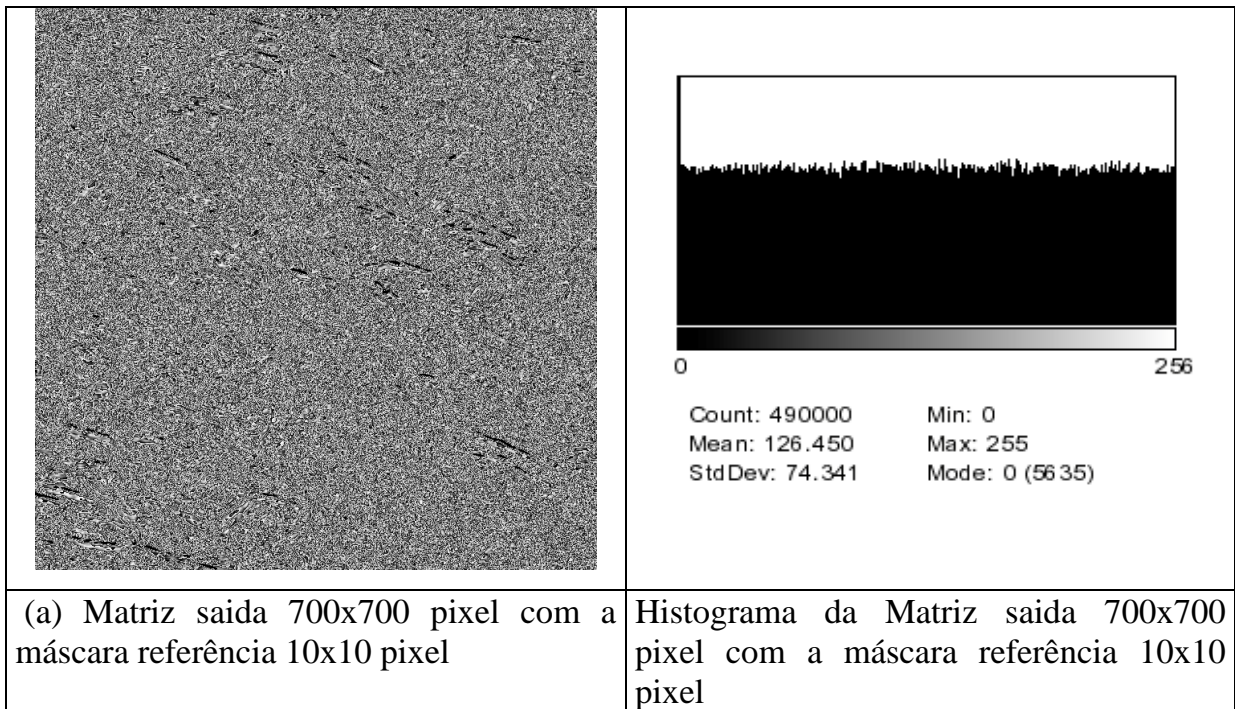 0 256
Count: 490000 Min: 0
Mean: 126.450 Max: 255
StdDev: 74.341 Mode: 0 (5635)
(a) Matriz saida 700x700 pixel com a
máscara referência 10x10 pixel
Histograma da Matriz saida 700x700
pixel com a máscara referência 10x10
pixel